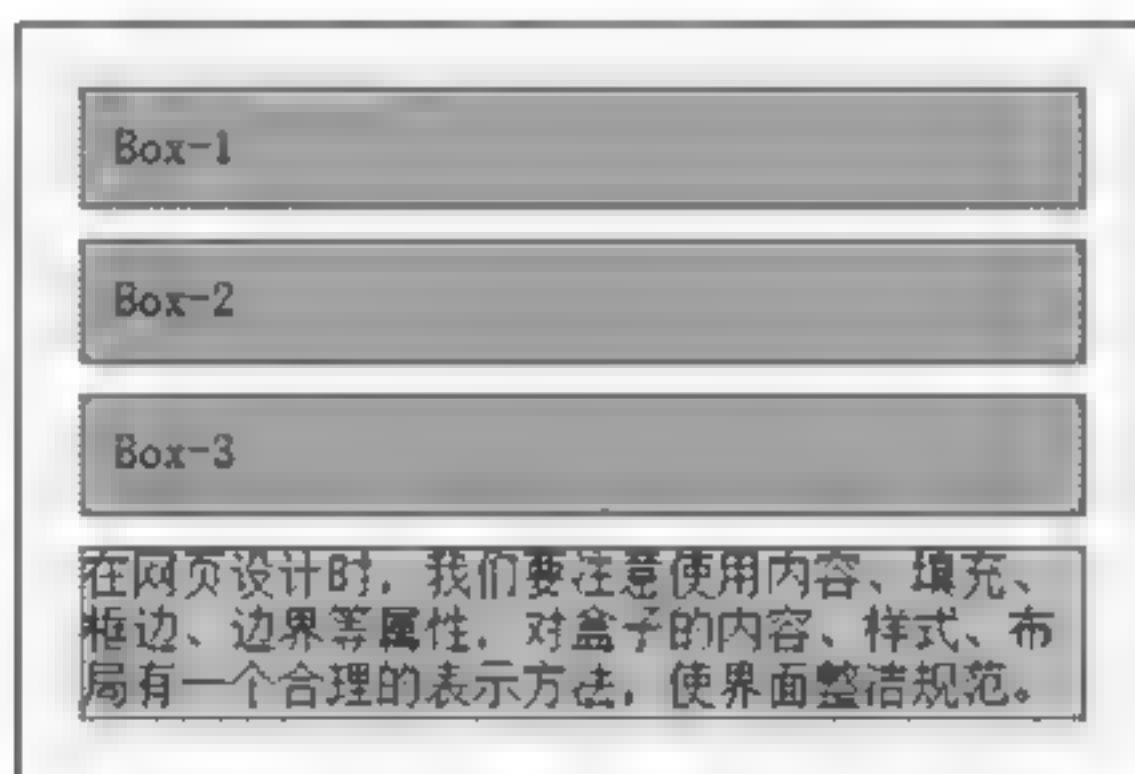 Box-1
Box-2
Box-3
在网页设计时，我们要注意使用内容、填充、
框边、边界等属性，对盒子的内容、样式、布
局有一个合理的表示方法，使界面整洁规范。